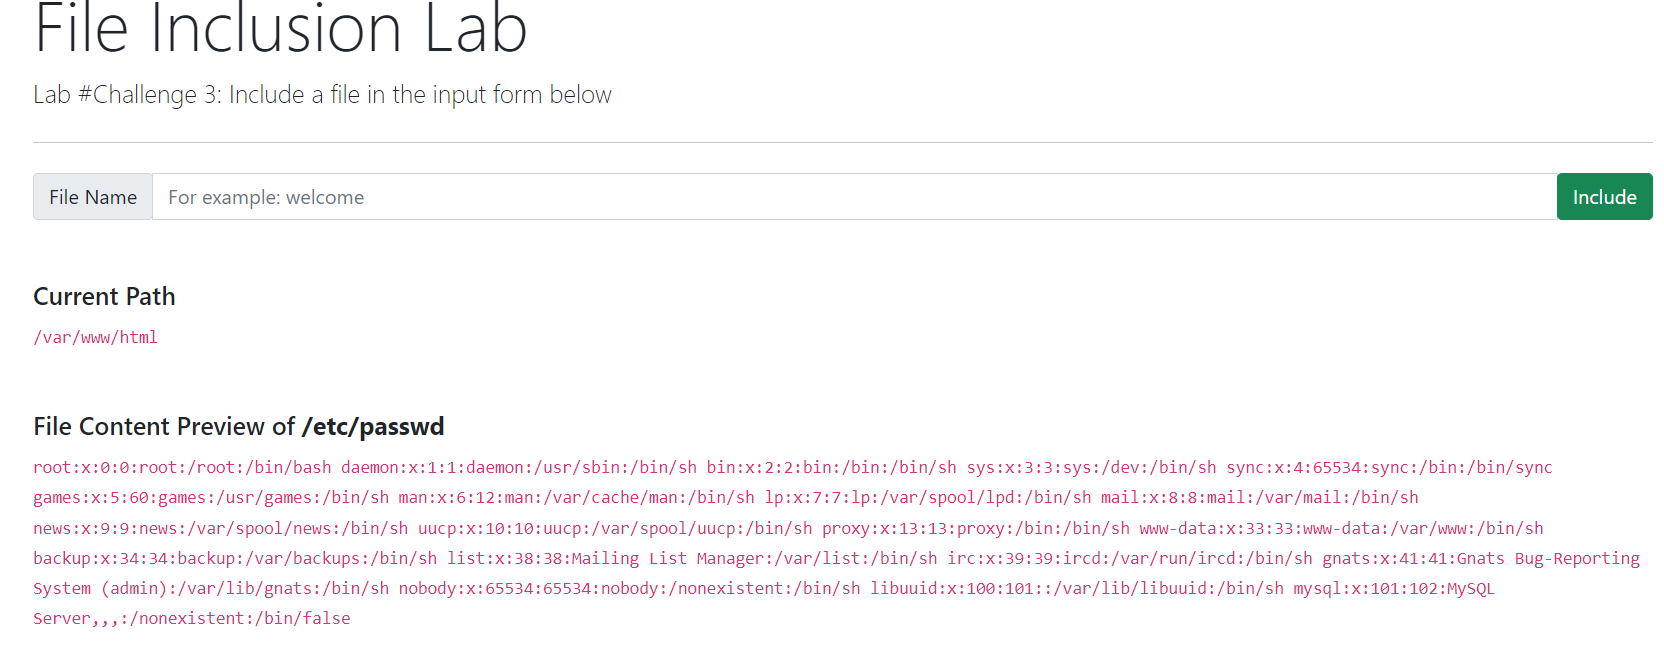 File Inclusion Lab
Lab #Challenge 3: Include a file in the input form below
File Name For example: welcome Include
Current Path
/var/www/html
File Content Preview of /etc/passwd
root:x:0:0:root:/root:/bin/bash daemon:x:1:1:daemon:/usr/sbin:/bin/sh bin:x:2:2:bin:/bin:/bin/sh sys:x:3:3:sys:/dev:/bin/sh sync:x:4:65534:sync:/bin:/bin/sync
games:x:5:60:games:/usr/games:/bin/sh man:x:6:12:man:/var/cache/man:/bin/sh lp:x:7:7:lp:/var/spool/lpd:/bin/sh mail:x:8:8:mail:/var/mail:/bin/sh
news:x:9:9:news:/var/spool/news:/bin/sh uucp:x:10:10:uucp:/var/spool/uucp:/bin/sh proxy:x:13:13:proxy:/bin:/bin/sh www-data:x:33:33:www-data:/var/www:/bin/sh
backup:x:34:34:backup:/var/backups:/bin/sh list:x:38:38:Mailing List Manager:/var/list:/bin/sh irc:x:39:39:ircd:/var/run/ircd:/bin/sh gnats:x:41:41:Gnats Bug-Reporting
System (admin):/var/lib/gnats:/bin/sh nobody:x:65534:65534:nobody:/nonexistent:/bin/sh libuuid:x:100:101::/var/lib/libuuid:/bin/sh mysql:x:101:102:MySQL
Server,,,:/nonexistent:/bin/false